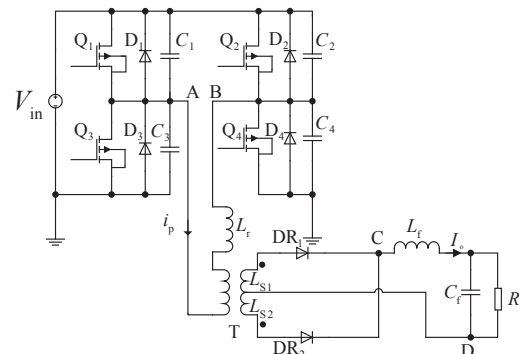 Q1 D1 C1 Q2 D2 C2
Vin
A B
Q3 D3 C3 Q4 D4 C4
ip
Lr
DR1 C Lf Io
LS1
LS2
Cf R
T
DR2 D